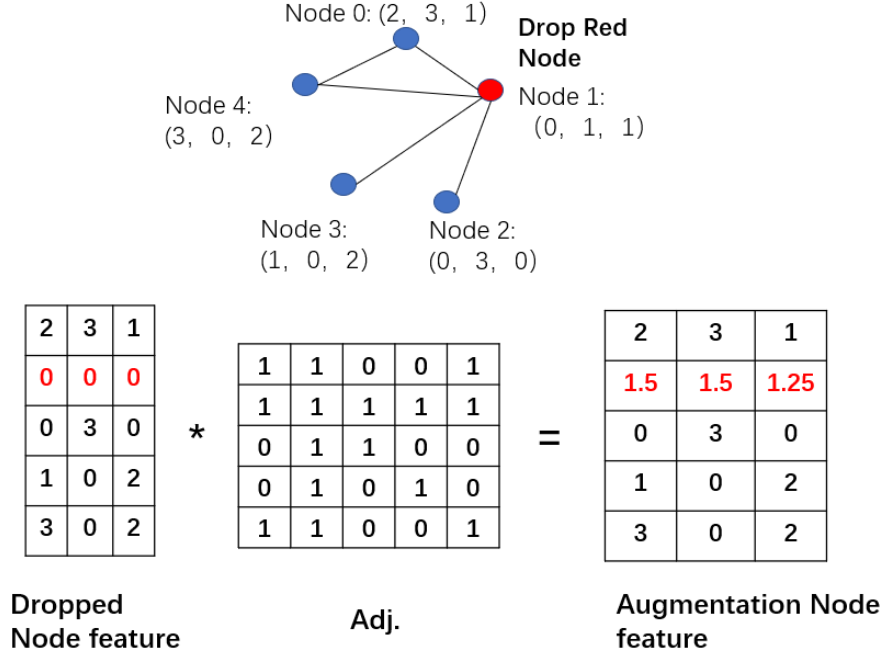 Node 0: (2, 3, 1)
Drop Red
Node
Node 1:
(0, 1, 1)
Node 4:
(3, 0, 2)
Node 3:
(1, 0, 2)
Node 2:
(0, 3, 0)
2 3 1
0 0 0
0 3 0
1 0 2
3 0 2
*
1 1 0 0 1
1 1 1 1 1
0 1 1 0 0
0 1 0 1 0
1 1 0 0 1
=
2 3 1
1.5 1.5 1.25
0 3 0
1 0 2
3 0 2
Dropped
Node feature
Adj.
Augmentation Node
feature